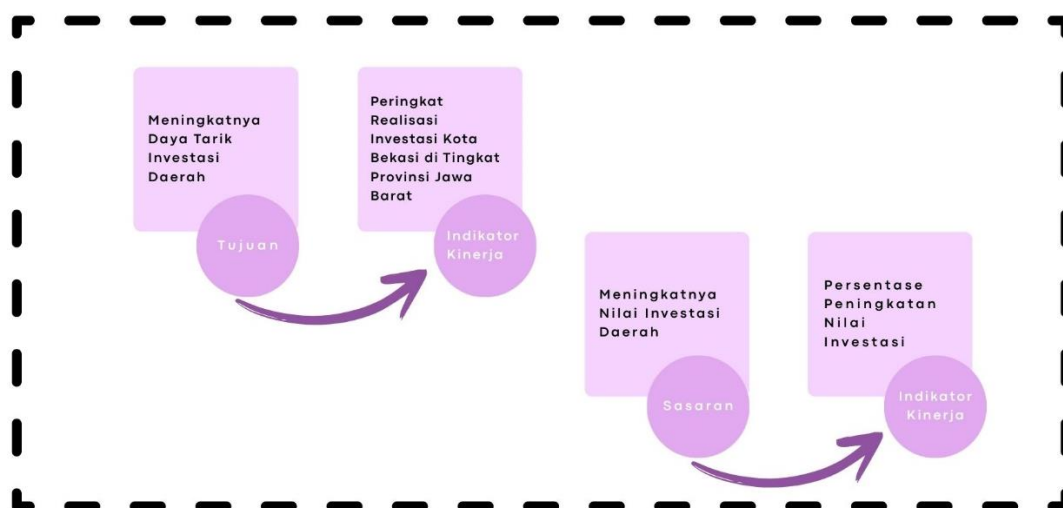 Meningkatnya
Daya Tarik
Investasi
Daerah
Tujuan
Peringkat
Realisasi
Investasi Kota
Bekasi di Tingkat
Provinsi Jawa
Barat
Indikator
Kinerja
Meningkatnya
Nilai Investasi
Daerah
Sasaran
Persentase
Peningkatan
Nilai
Investasi
Indikator
Kinerja